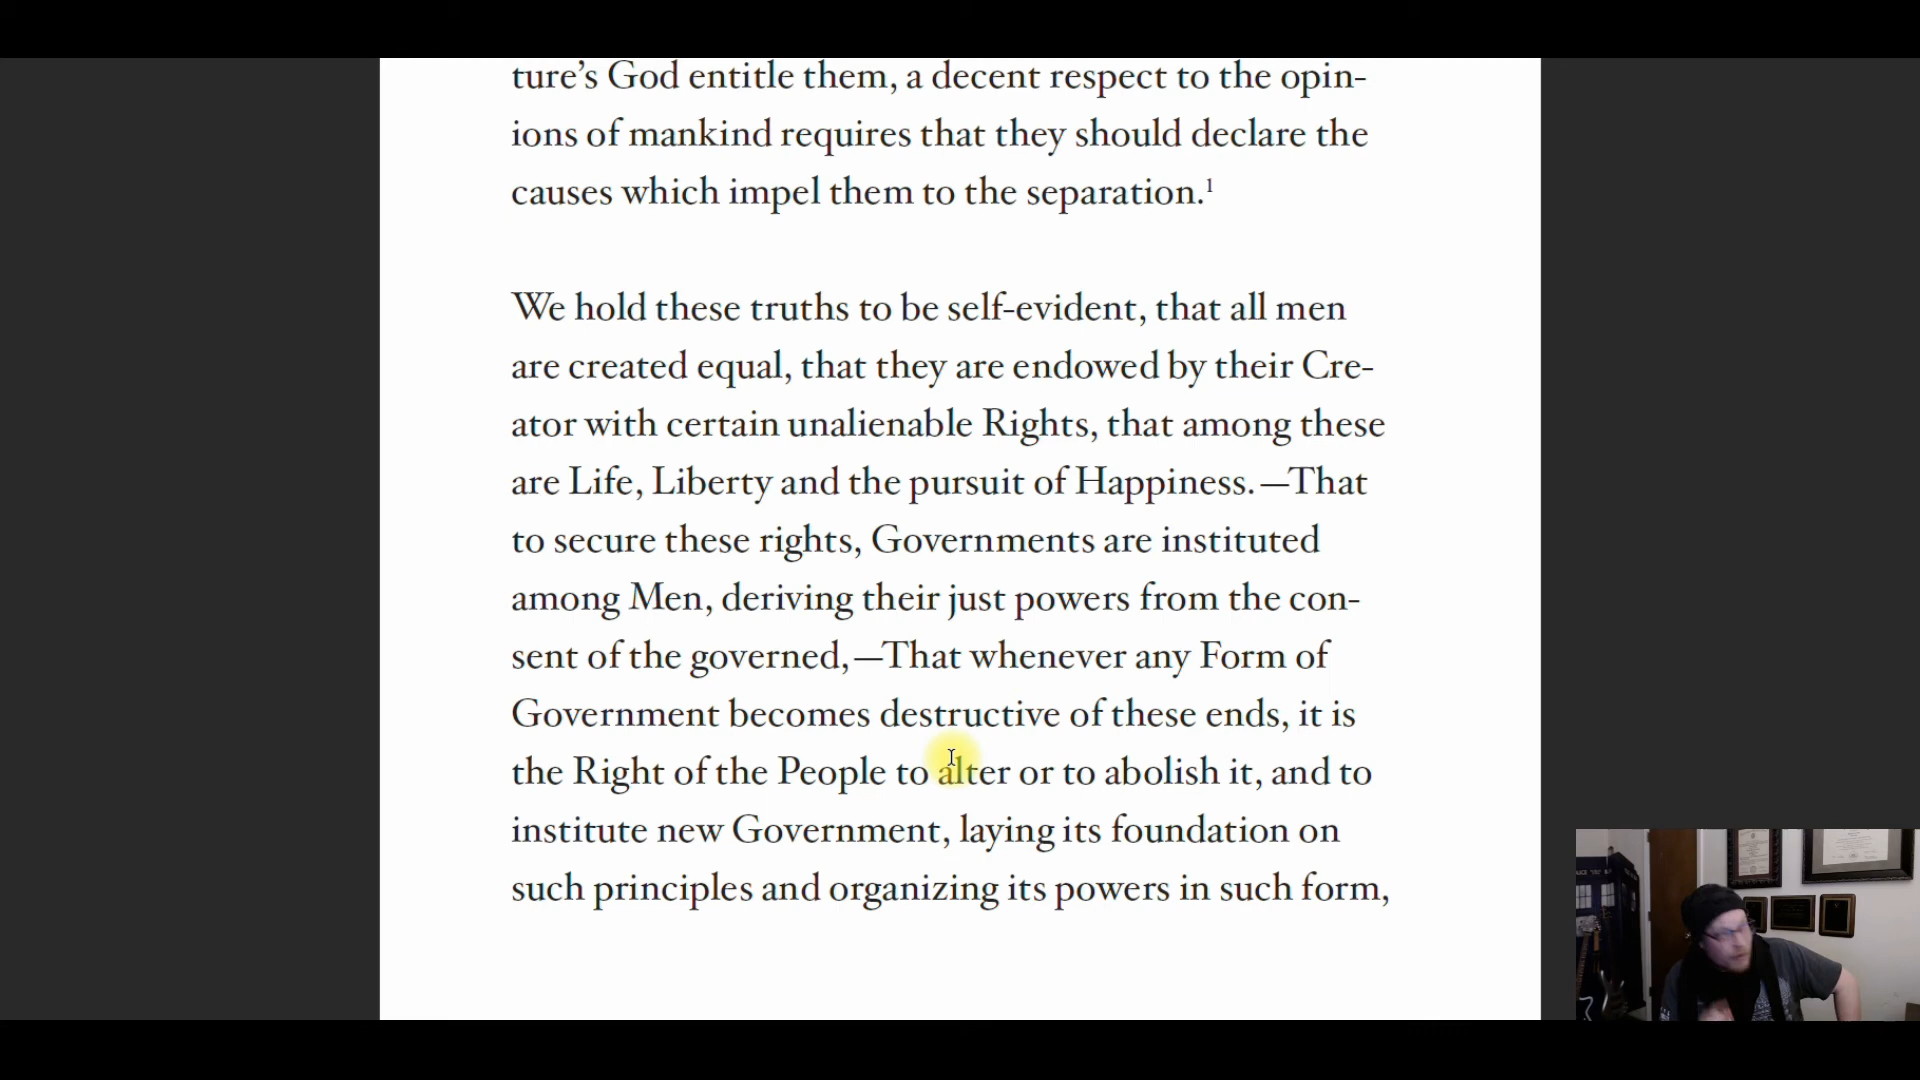 ture’s God entitle them, a decent respect to the opin-
ions of mankind requires that they should declare the
causes which impel them to the separation.1
We hold these truths to be self-evident, that all men
are created equal, that they are endowed by their Cre-
ator with certain unalienable Rights, that among these
are Life, Liberty and the pursuit of Happiness.—That
to secure these rights, Governments are instituted
among Men, deriving their just powers from the con-
sent of the governed,—That whenever any Form of
Government becomes destructive of these ends, it is
the Right of the People to alter or to abolish it, and to
institute new Government, laying its foundation on
such principles and organizing its powers in such form,